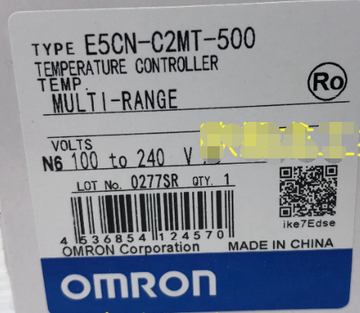 TYPE E5CN-C2MT-500
TEMPERATURE CONTROLLER
TEMP.
MULTI-RANGE
Ro
VOLTS
N6 100 to 240 V
LOT No. 0277SR QTY. 1
ike7Edse
4 536854 124570
OMRON Corporation MADE IN CHINA
OMRON